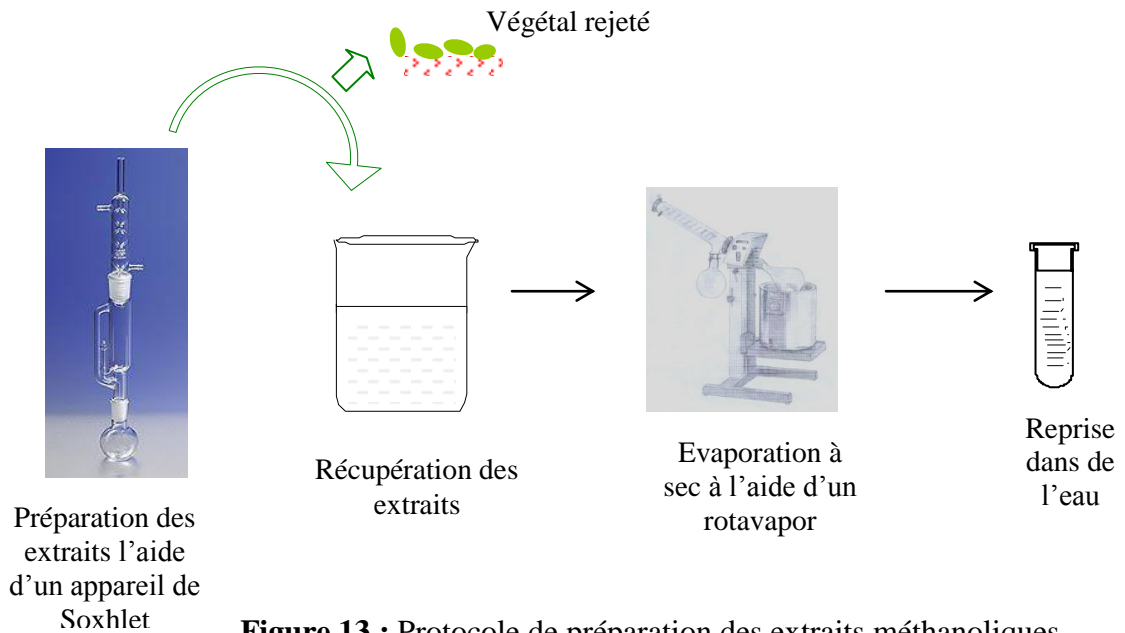 Végétal rejeté
Préparation des
extraits l’aide
d’un appareil de
Soxhlet
Récupération des
extraits
Evaporation à
sec à l’aide d’un
rotavapor
Reprise
dans de
l’eau
Figure 13 : Protocole de préparation des extraits méthanoliques